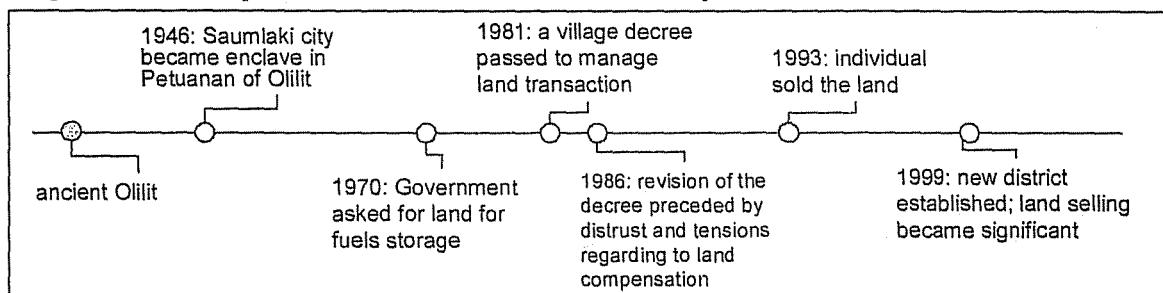 1946: Saumlaki city
became enclave in
Petuanan of Olilit
1981: a village decree
passed to manage
land transaction
1993: individual
sold the land
ancient Olilit
1970: Government
asked for land for
fuels storage
1986: revision of the
decree preceded by
distrust and tensions
regarding to land
compensation
1999: new district
established; land selling
became significant